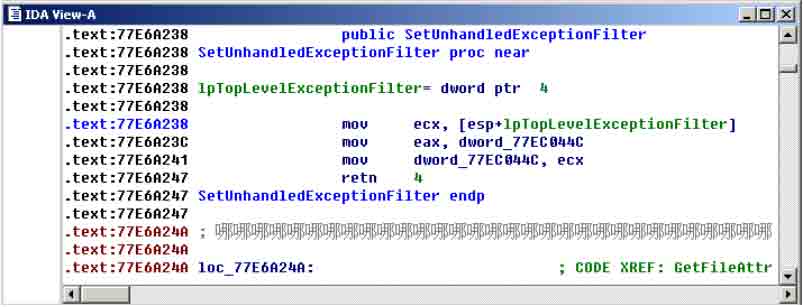 IDA View-A
.text:77E6A238 public SetUnhandledExceptionFilter
.text:77E6A238 SetUnhandledExceptionFilter proc near
.text:77E6A238
.text:77E6A238 lpTopLevelExceptionFilter= dword ptr 4
.text:77E6A238
.text:77E6A238 mov ecx, [esp+lpTopLevelExceptionFilter]
.text:77E6A23C mov eax, dword_77EC044C
.text:77E6A241 mov dword_77EC044C, ecx
.text:77E6A247 retn 4
.text:77E6A247 SetUnhandledExceptionFilter endp
.text:77E6A247
.text:77E6A24A ;
.text:77E6A24A
.text:77E6A24A loc_77E6A24A: ; CODE XREF: GetFileAttr